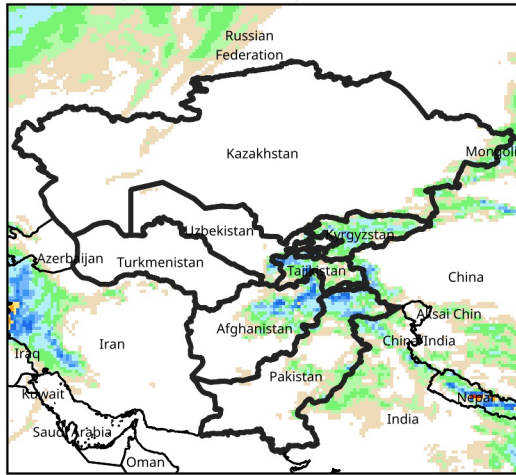 Russian
Federation
Kazakhstan
Mongoli
Uzbekistan
Kyrgyzstan
Azerbaijan
Turkmenistan
Tajikistan
China
Aksai Chin
Afghanistan
China/India
Iraq
Iran
Pakistan
Kuwait
Nepal
India
Saudi Arabia
Oman